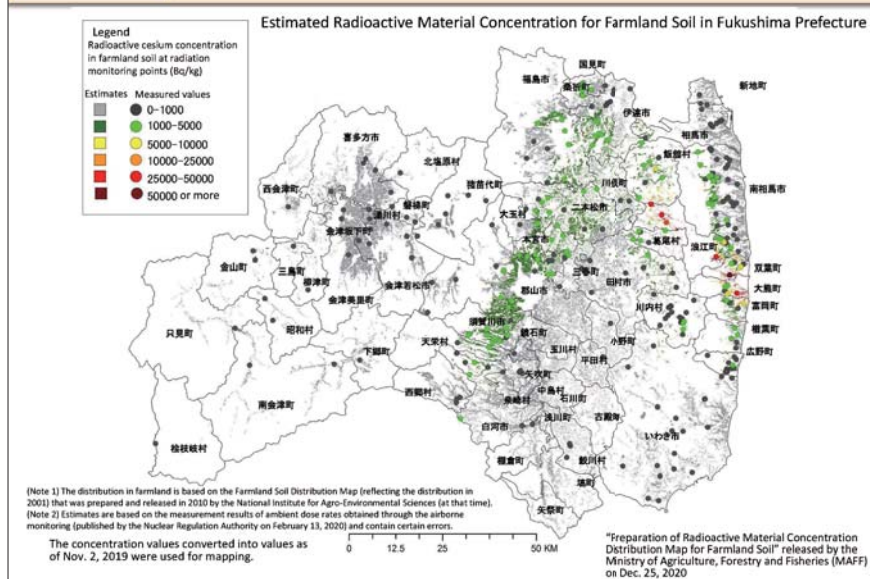 Estimated Radioactive Material Concentration for Farmland Soil in Fukushima Prefecture
Legend
Radioactive cesium concentration
in farmland soil at radiation
monitoring points (Bq/kg)
Estimates Measured values
0-1000
1000-5000
5000-10000
10000-25000
25000-50000
50000 or more
国見町
福島市
桑折町
新地町
伊達市
相馬市
喜多方市
飯舘村
北塩原村
川俣町
猪苗代町
南相馬市
西会津町
磐梯町
大玉村
二本松市
湯川村
会津坂下町
本宮市
葛尾村
浪江町
金山町
双葉町
三島町
三春町
柳津町
会津若松市
田村市
大熊町
郡山市
会津美里町
富岡町
川内村
只見町
須賀川市
楢葉町
昭和村
天栄村
鏡石町
小野町
玉川村
広野町
下郷町
平田村
矢吹町
西郷村
中島村
南会津町
泉崎村
石川町
浅川町
古殿町
白河市
いわき市
桧枝岐村
棚倉町
鮫川村
塙町
矢祭町
(Note 1) The distribution in farmland is based on the Farmland Soil Distribution Map (reflecting the distribution in
2001) that was prepared and released in 2010 by the National Institute for Agro-Environmental Sciences (at that time).
(Note 2) Estimates are based on the measurement results of ambient dose rates obtained through the airborne
monitoring (published by the Nuclear Regulation Authority on February 13, 2020) and contain certain errors.
The concentration values converted into values as
of Nov. 2, 2019 were used for mapping.
0 12.5 25 50 KM
"Preparation of Radioactive Material Concentration
Distribution Map for Farmland Soil" released by the
Ministry of Agriculture, Forestry and Fisheries (MAFF)
on Dec. 25, 2020